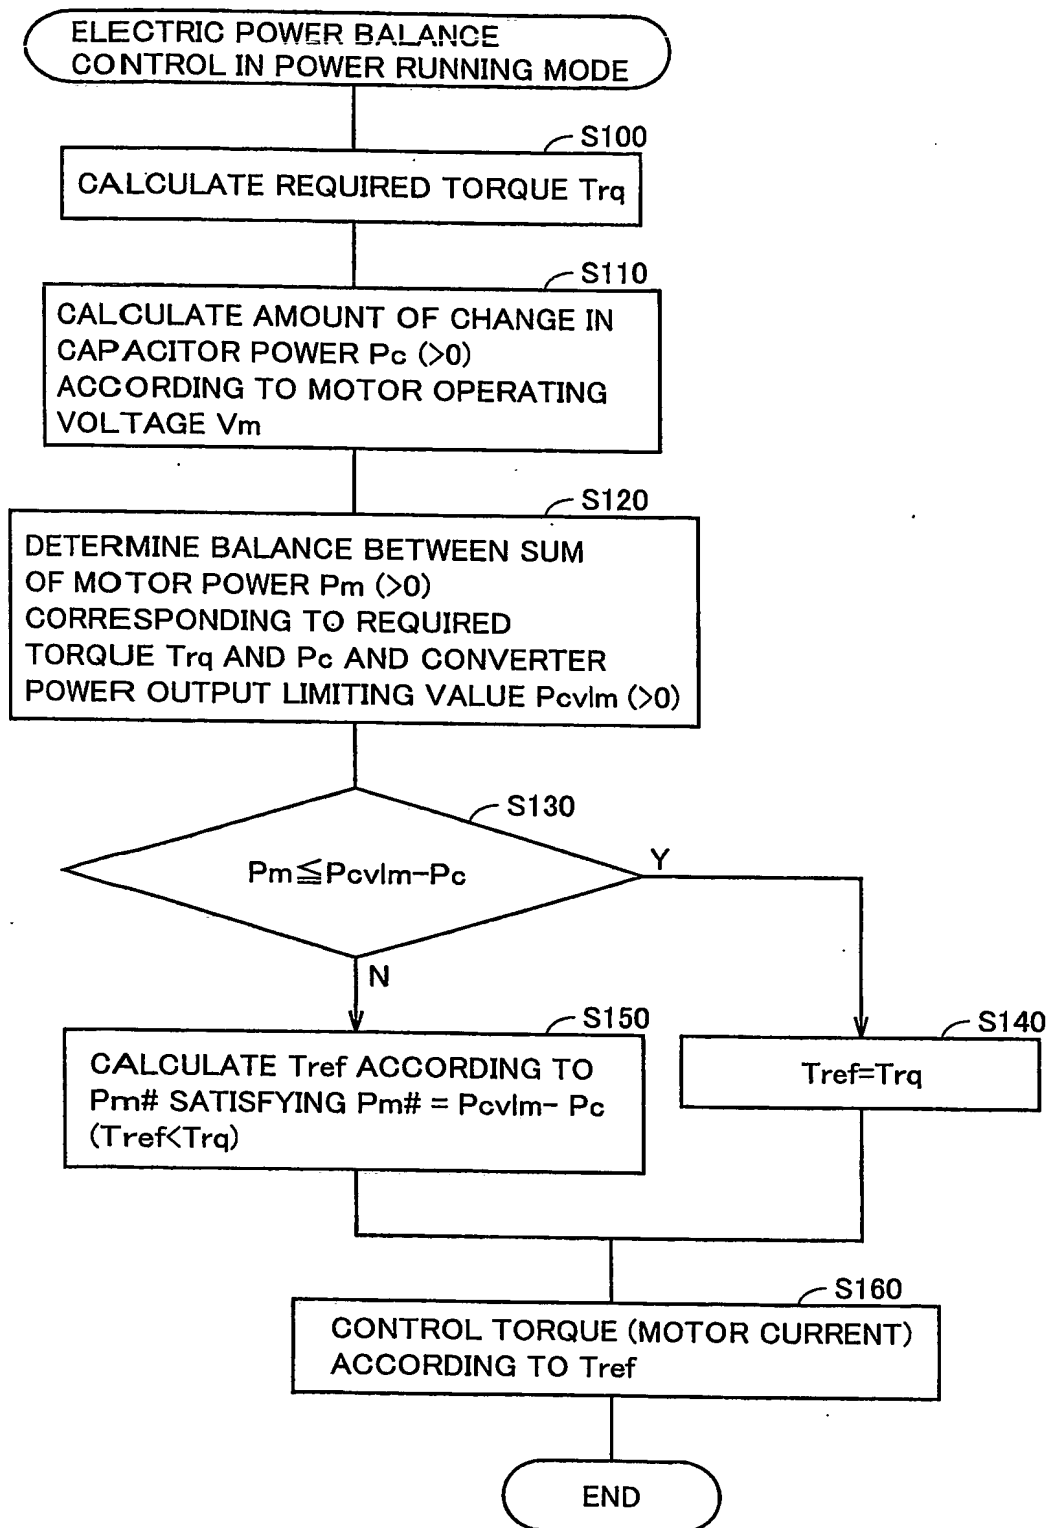 ELECTRIC POWER BALANCE
CONTROL IN POWER RUNNING MODE
S100
CALCULATE REQUIRED TORQUE Trq
S110
CALCULATE AMOUNT OF CHANGE IN
CAPACITOR POWER Pc (>0)
ACCORDING TO MOTOR OPERATING
VOLTAGE Vm
S120
DETERMINE BALANCE BETWEEN SUM
OF MOTOR POWER Pm (>0)
CORRESPONDING TO REQUIRED
TORQUE Trq AND Pc AND CONVERTER
POWER OUTPUT LIMITING VALUE Pcvlm (>0)
S130
Pm≦Pcvlm-Pc
Y
N
S150
CALCULATE Tref ACCORDING TO
Pm# SATISFYING Pm# = Pcvlm- Pc
(Tref<Trq)
S140
Tref=Trq
S160
CONTROL TORQUE (MOTOR CURRENT)
ACCORDING TO Tref
END